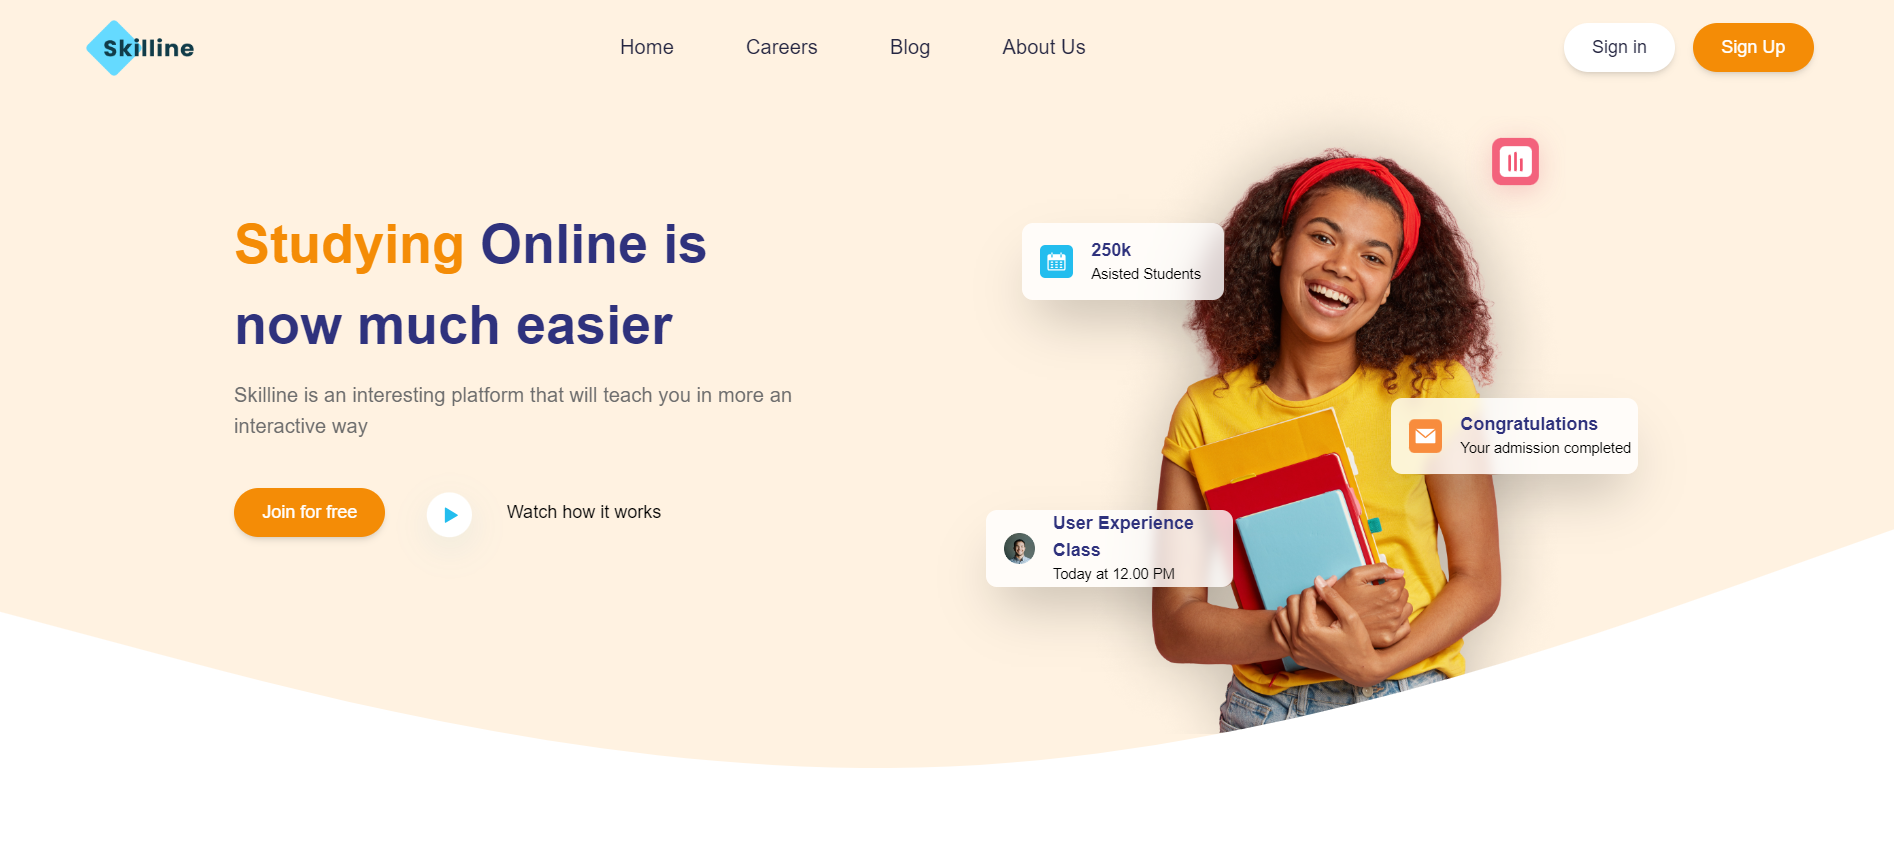 Skilline
Home
Careers
Blog
About Us
Sign in
Sign Up
Studying Online is
now much easier
Skilline is an interesting platform that will teach you in more an
interactive way
Join for free
Watch how it works
250k
Asisted Students
Congratulations
Your admission completed
User Experience
Class
Today at 12.00 PM